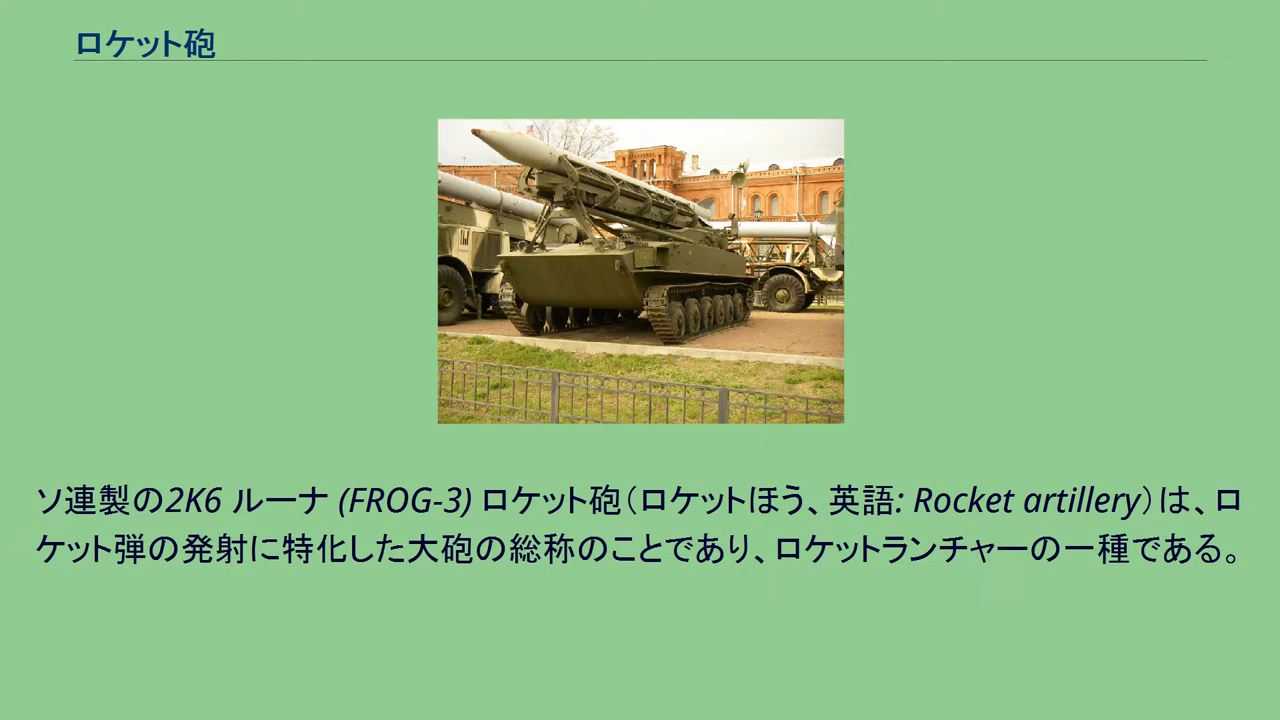 ロケット砲
ソ連製の2K6 ルーナ (FROG-3) ロケット砲（ロケットほう、英語: Rocket artillery）は、ロ
ケット弾の発射に特化した大砲の総称のことであり、ロケットランチャーの一種である。